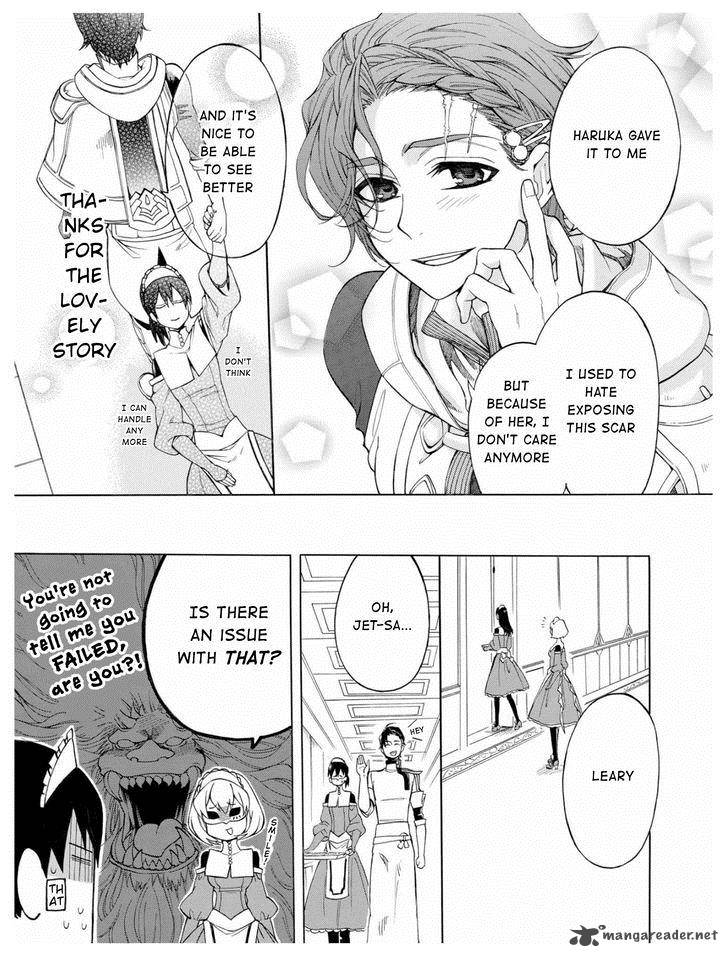 HARUKA GAVE
IT TO ME
I USED TO
HATE
EXPOSING
THIS SCAR
BUT
BECAUSE
OF HER, I
DON'T CARE
ANYMORE
AND IT'S
NICE TO
BE ABLE
TO SEE
BETTER
THA-
NKS
FOR
THE
LOV-
ELY
STORY
I
DON'T
THINK
I CAN
HANDLE
ANY
MORE
LEARY
OH,
JET-SA...
HEY
IS THERE
AN ISSUE
WITH THAT?
You're not
going to
tell me you
FAILED,
are you?!
SMILE!
TH
AT
mangareader.net